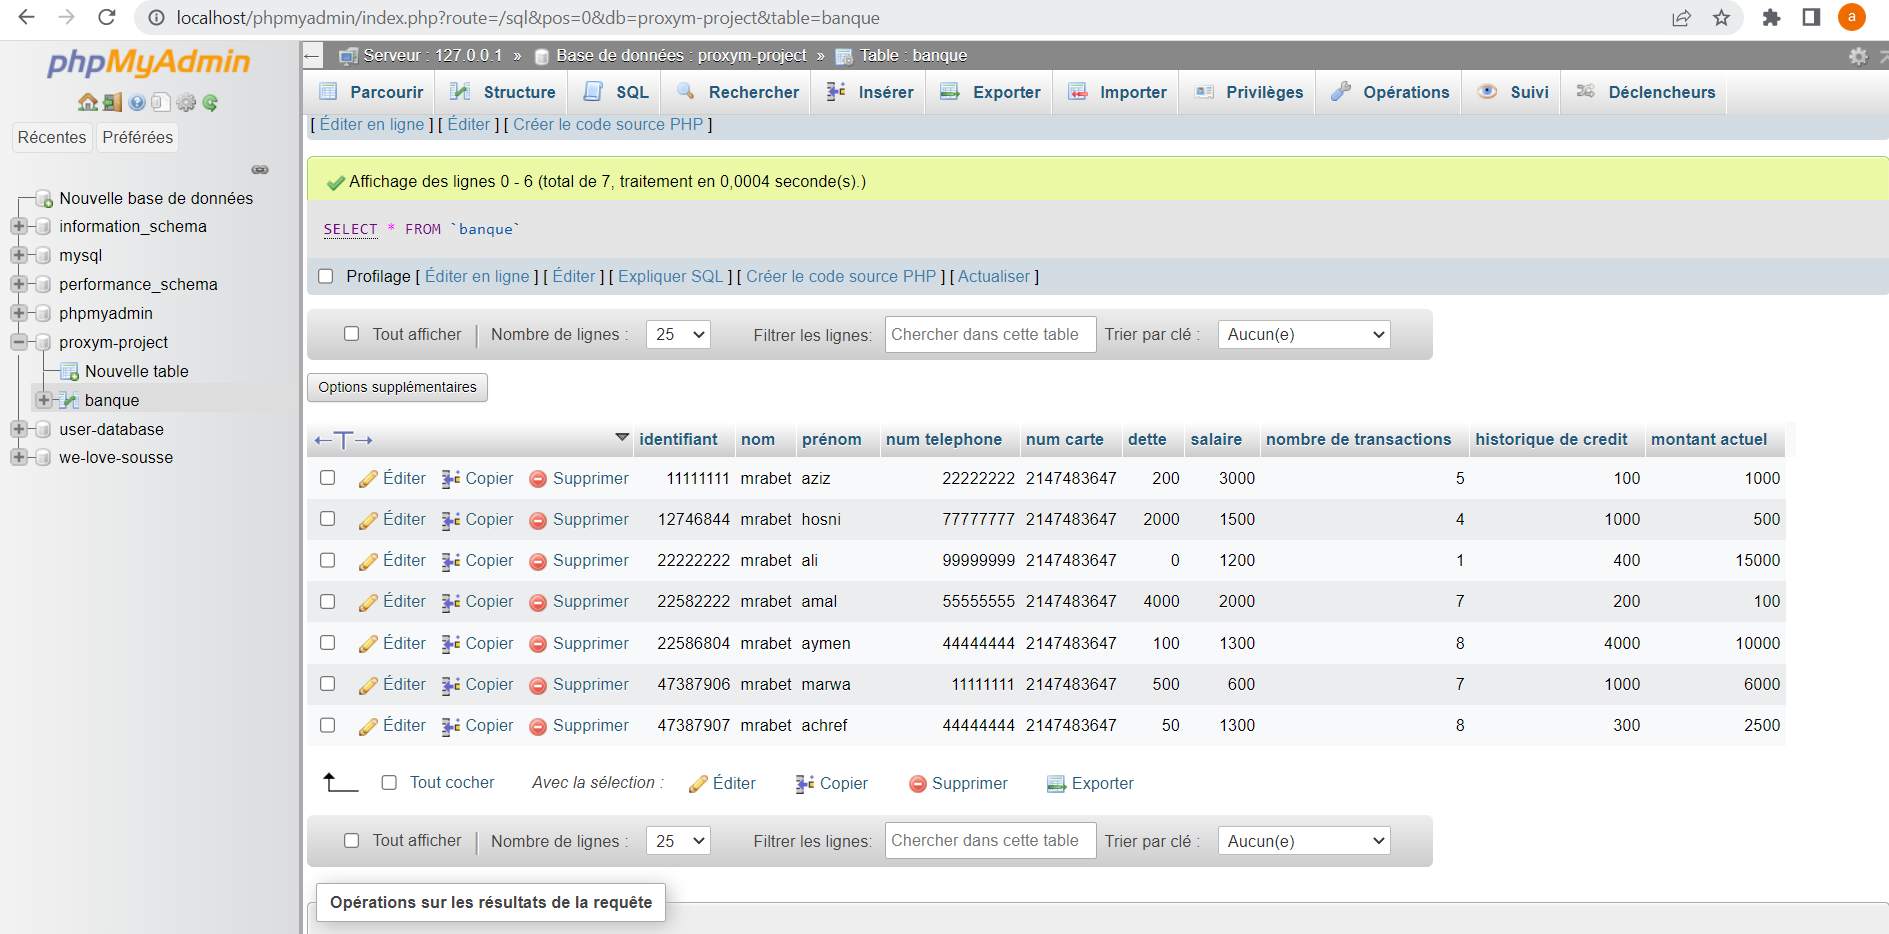 localhost/phpmyadmin/index.php?route=/sql&pos=0&db=proxym-project&table=banque
a
phpMyAdmin
Récentes Préférées
Nouvelle base de données
information_schema
mysql
performance_schema
phpmyadmin
proxym-project
Nouvelle table
banque
user-database
we-love-sousse
Serveur : 127.0.0.1 » Base de données : proxym-project » Table : banque
Parcourir Structure SQL Rechercher Insérer Exporter Importer Privilèges Opérations Suivi Déclencheurs
[ Éditer en ligne ] [ Éditer ] [ Créer le code source PHP ]
Affichage des lignes 0 - 6 (total de 7, traitement en 0,0004 seconde(s).)
SELECT * FROM `banque`
Profilage [ Éditer en ligne ] [ Éditer ] [ Expliquer SQL ] [ Créer le code source PHP ] [ Actualiser ]
Tout afficher | Nombre de lignes : 25 Filtrer les lignes: Chercher dans cette table Trier par clé : Aucun(e)
Options supplémentaires
←T→ identifiant nom prénom num telephone num carte dette salaire nombre de transactions historique de credit montant actuel
Éditer Copier Supprimer 11111111 mrabet aziz 22222222 2147483647 200 3000 5 100 1000
Éditer Copier Supprimer 12746844 mrabet hosni 77777777 2147483647 2000 1500 4 1000 500
Éditer Copier Supprimer 22222222 mrabet ali 99999999 2147483647 0 1200 1 400 15000
Éditer Copier Supprimer 22582222 mrabet amal 55555555 2147483647 4000 2000 7 200 100
Éditer Copier Supprimer 22586804 mrabet aymen 44444444 2147483647 100 1300 8 4000 10000
Éditer Copier Supprimer 47387906 mrabet marwa 11111111 2147483647 500 600 7 1000 6000
Éditer Copier Supprimer 47387907 mrabet achref 44444444 2147483647 50 1300 8 300 2500
Tout cocher Avec la sélection : Éditer Copier Supprimer Exporter
Tout afficher | Nombre de lignes : 25 Filtrer les lignes: Chercher dans cette table Trier par clé : Aucun(e)
Opérations sur les résultats de la requête